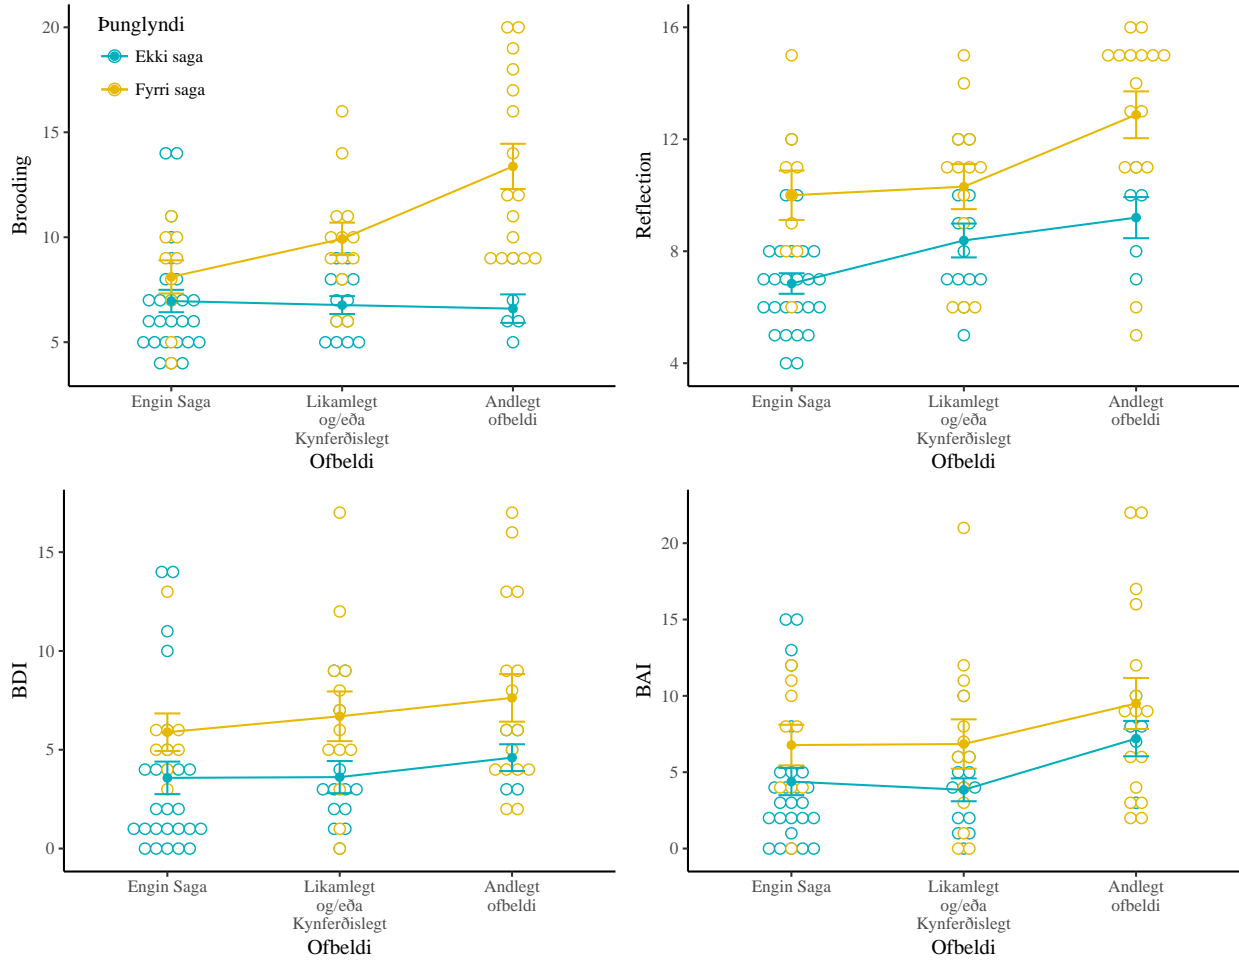 20
15
10
5
Brooding
Þunglyndi
Ekki saga
Fyrri saga
Engin Saga
Likamlegt
og/eða
Kynferðislegt
Andlegt
ofbeldi
Ofbeldi
16
12
8
4
Reflection
Engin Saga
Likamlegt
og/eða
Kynferðislegt
Andlegt
ofbeldi
Ofbeldi
15
10
5
0
BDI
Engin Saga
Likamlegt
og/eða
Kynferðislegt
Andlegt
ofbeldi
Ofbeldi
20
15
10
5
0
BAI
Engin Saga
Likamlegt
og/eða
Kynferðislegt
Andlegt
ofbeldi
Ofbeldi